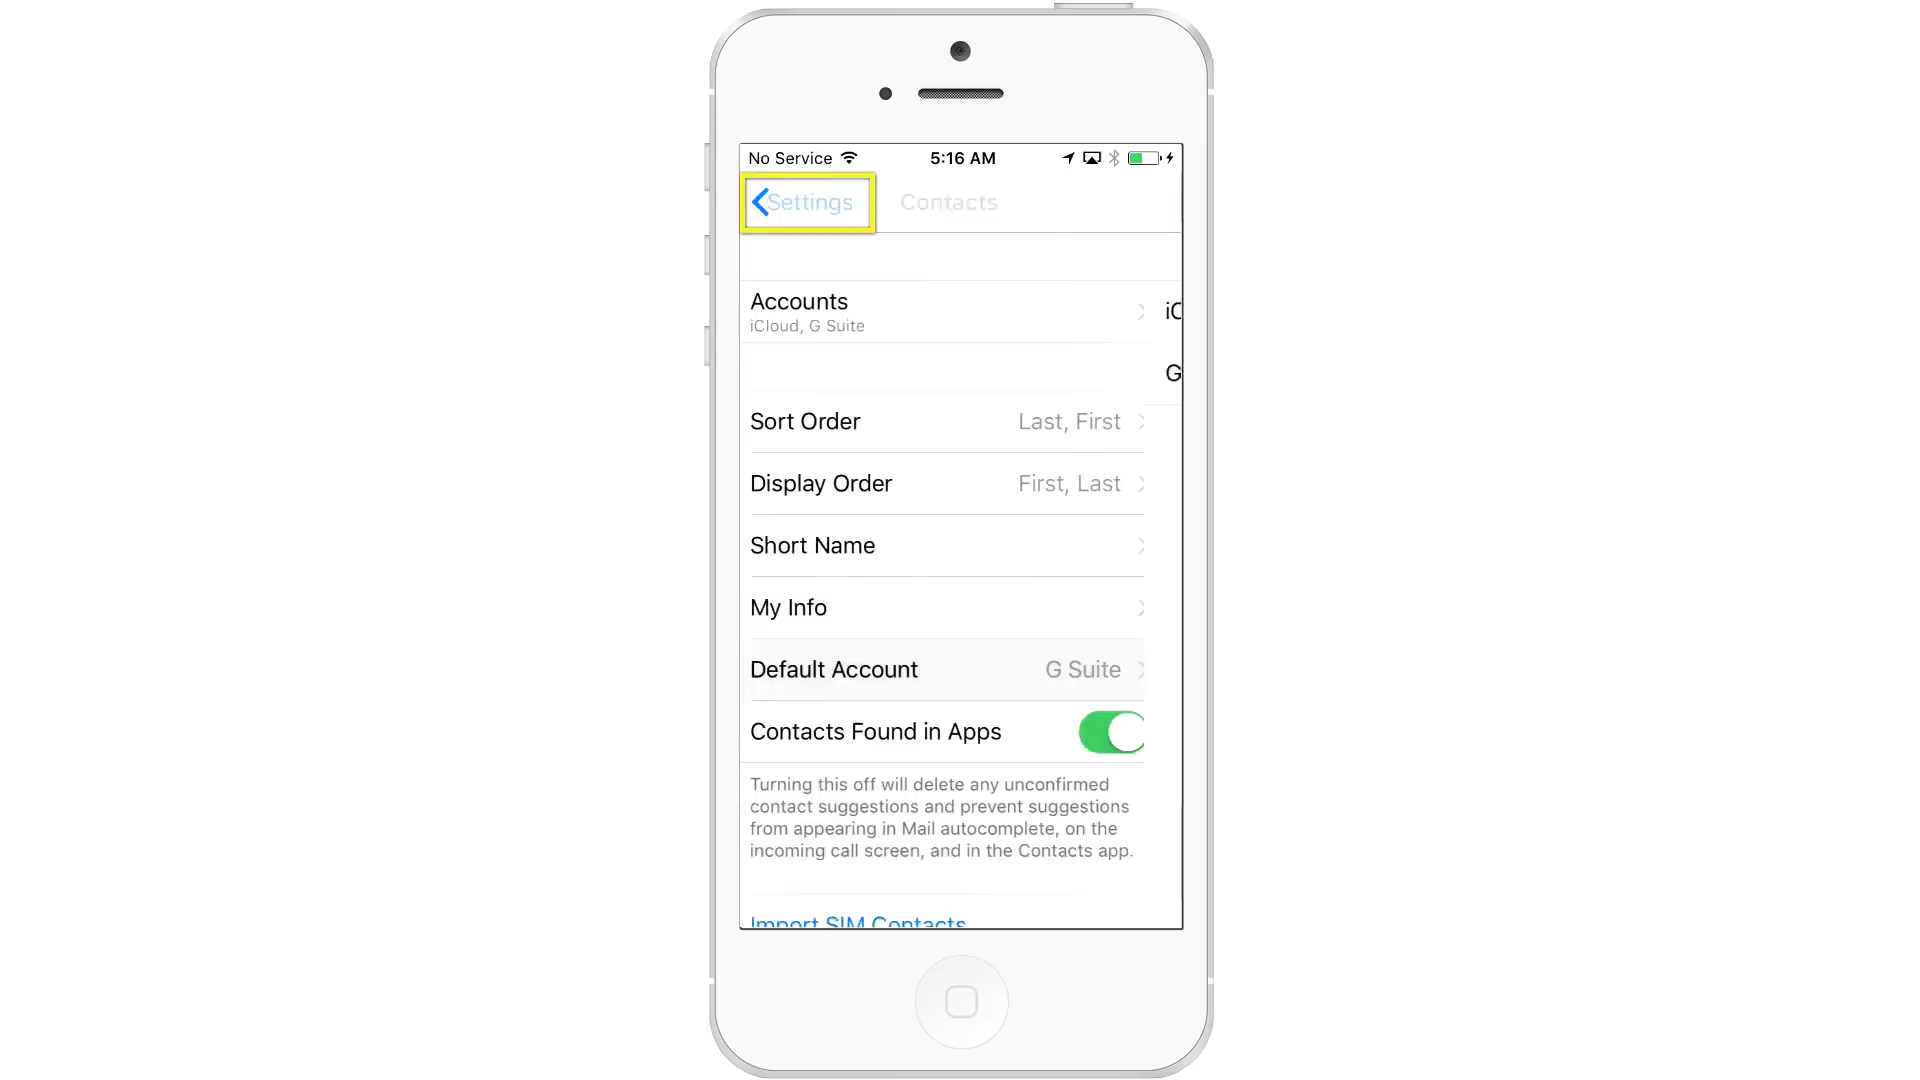 No Service 5:16 AM
Settings Contacts
Accounts
iCloud, G Suite
iC
G
Sort Order Last, First
Display Order First, Last
Short Name
My Info
Default Account G Suite
Contacts Found in Apps
Turning this off will delete any unconfirmed
contact suggestions and prevent suggestions
from appearing in Mail autocomplete, on the
incoming call screen, and in the Contacts app.
Import SIM Contacts